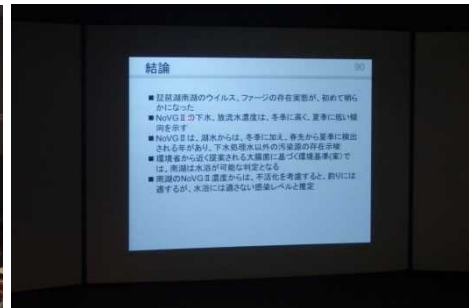 結論
90
■ 琵琶湖南湖のウイルス、ファージの存在実態が、初めて明ら
かになった
■ NoVGⅡの下水、放流水濃度は、冬季に高く、夏季に低い傾
向を示す
■ NoVGⅡは、湖水からは、冬季に加え、春先から夏季に検出
される年があり、下水処理水以外の汚染源の存在示唆
■ 環境省から近く提案される大腸菌に基づく環境基準(案)で
は、南湖は水浴が可能な判定となる
■ 南湖のNoVGⅡ濃度からは、不活化を考慮すると、釣りには
適するが、水浴には適さない感染レベルと推定